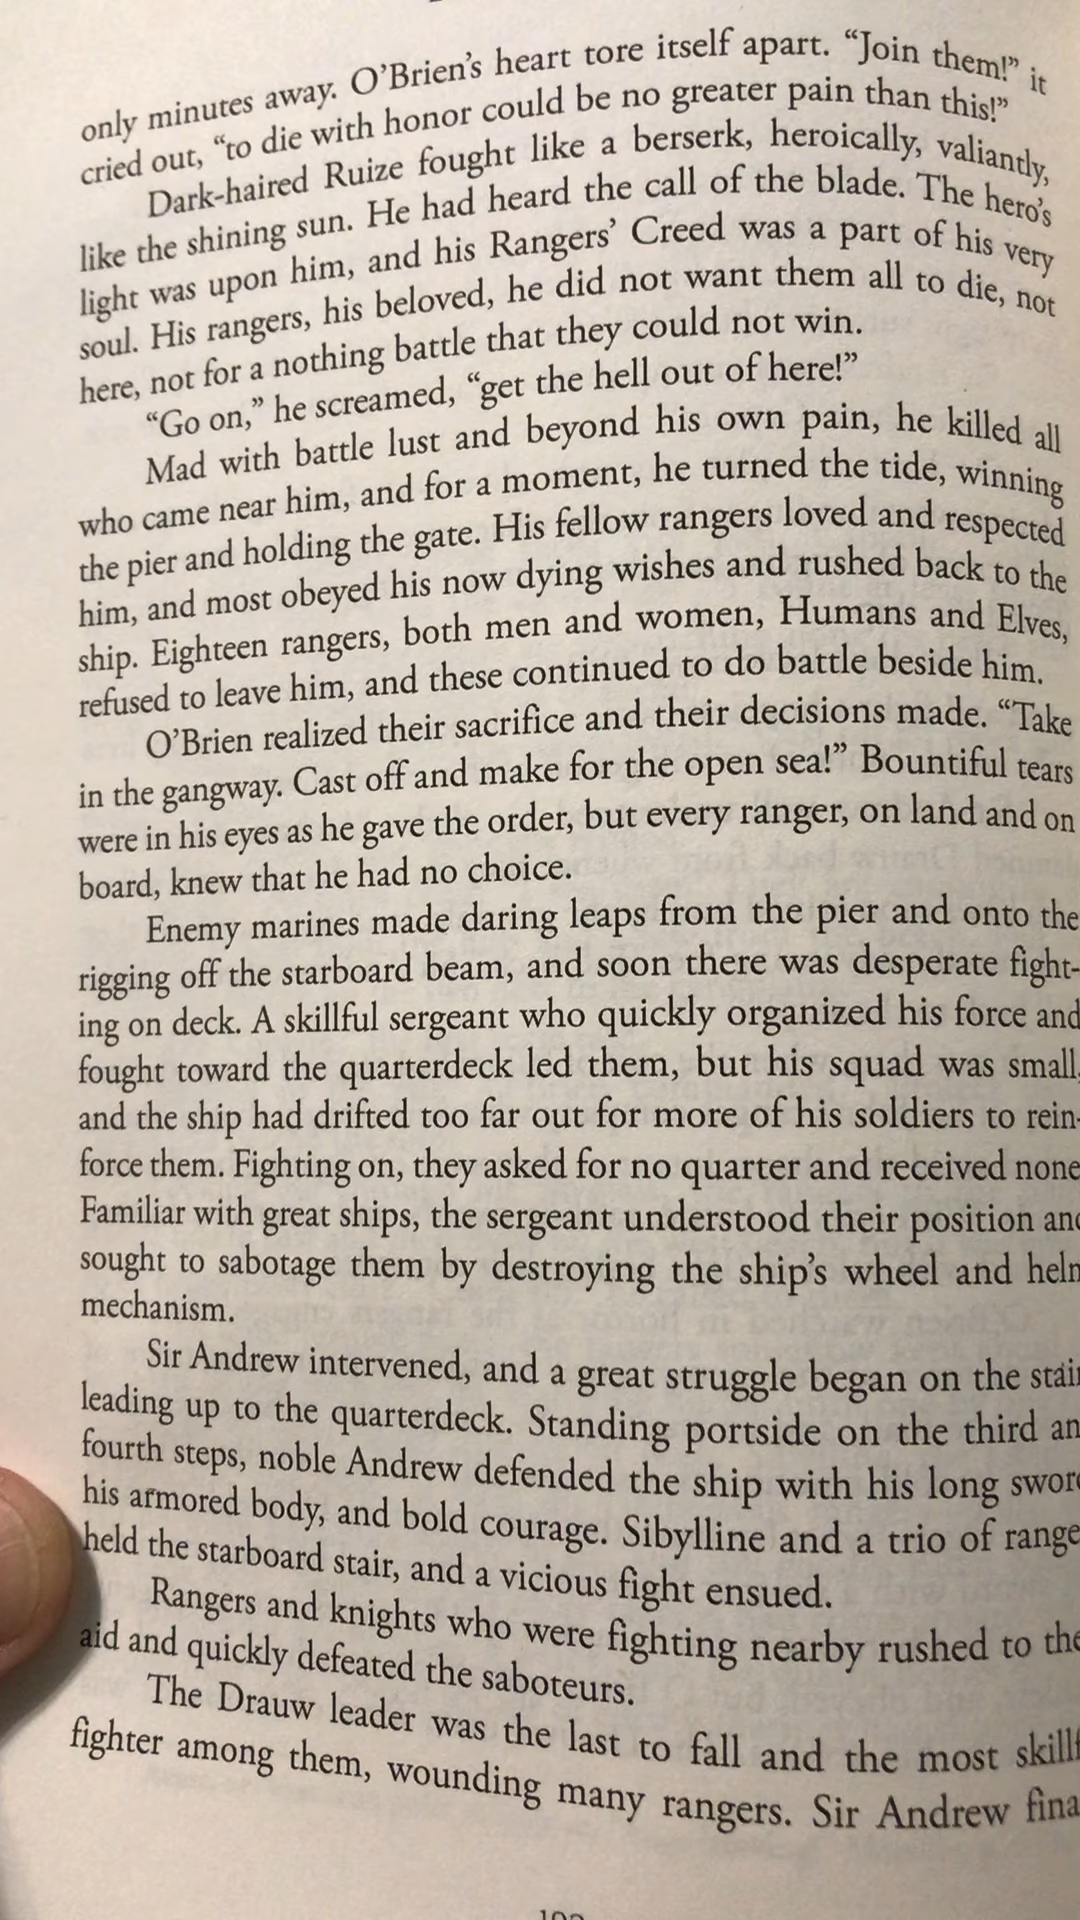 only minutes away. O’Brien’s heart tore itself apart. “Join them!” it
cried out, “to die with honor could be no greater pain than this!”
Dark-haired Ruize fought like a berserk, heroically, valiantly,
like the shining sun. He had heard the call of the blade. The hero’s
light was upon him, and his Rangers’ Creed was a part of his very
soul. His rangers, his beloved, he did not want them all to die, not
here, not for a nothing battle that they could not win.
“Go on,” he screamed, “get the hell out of here!”
Mad with battle lust and beyond his own pain, he killed all
who came near him, and for a moment, he turned the tide, winning
the pier and holding the gate. His fellow rangers loved and respected
him, and most obeyed his now dying wishes and rushed back to the
ship. Eighteen rangers, both men and women, Humans and Elves,
refused to leave him, and these continued to do battle beside him.
O’Brien realized their sacrifice and their decisions made. “Take
in the gangway. Cast off and make for the open sea!” Bountiful tears
were in his eyes as he gave the order, but every ranger, on land and on
board, knew that he had no choice.
Enemy marines made daring leaps from the pier and onto the
rigging off the starboard beam, and soon there was desperate fight-
ing on deck. A skillful sergeant who quickly organized his force and
fought toward the quarterdeck led them, but his squad was small,
and the ship had drifted too far out for more of his soldiers to rein-
force them. Fighting on, they asked for no quarter and received none
Familiar with great ships, the sergeant understood their position and
sought to sabotage them by destroying the ship’s wheel and helm
mechanism.
Sir Andrew intervened, and a great struggle began on the stair
leading up to the quarterdeck. Standing portside on the third an
fourth steps, noble Andrew defended the ship with his long sword
his armored body, and bold courage. Sibylline and a trio of range
held the starboard stair, and a vicious fight ensued.
Rangers and knights who were fighting nearby rushed to the
aid and quickly defeated the saboteurs.
The Drauw leader was the last to fall and the most skillf
fighter among them, wounding many rangers. Sir Andrew fina